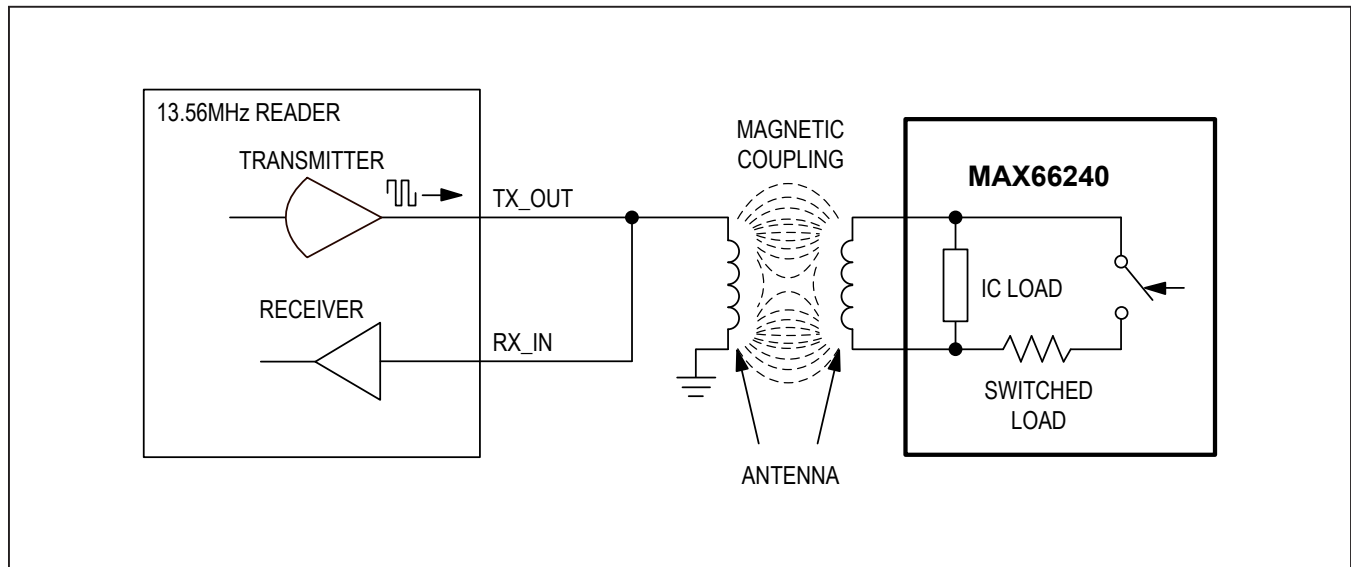 13.56MHz READER
TRANSMITTER
TX_OUT
RECEIVER
RX_IN
MAGNETIC
COUPLING
ANTENNA
MAX66240
IC LOAD
SWITCHED
LOAD